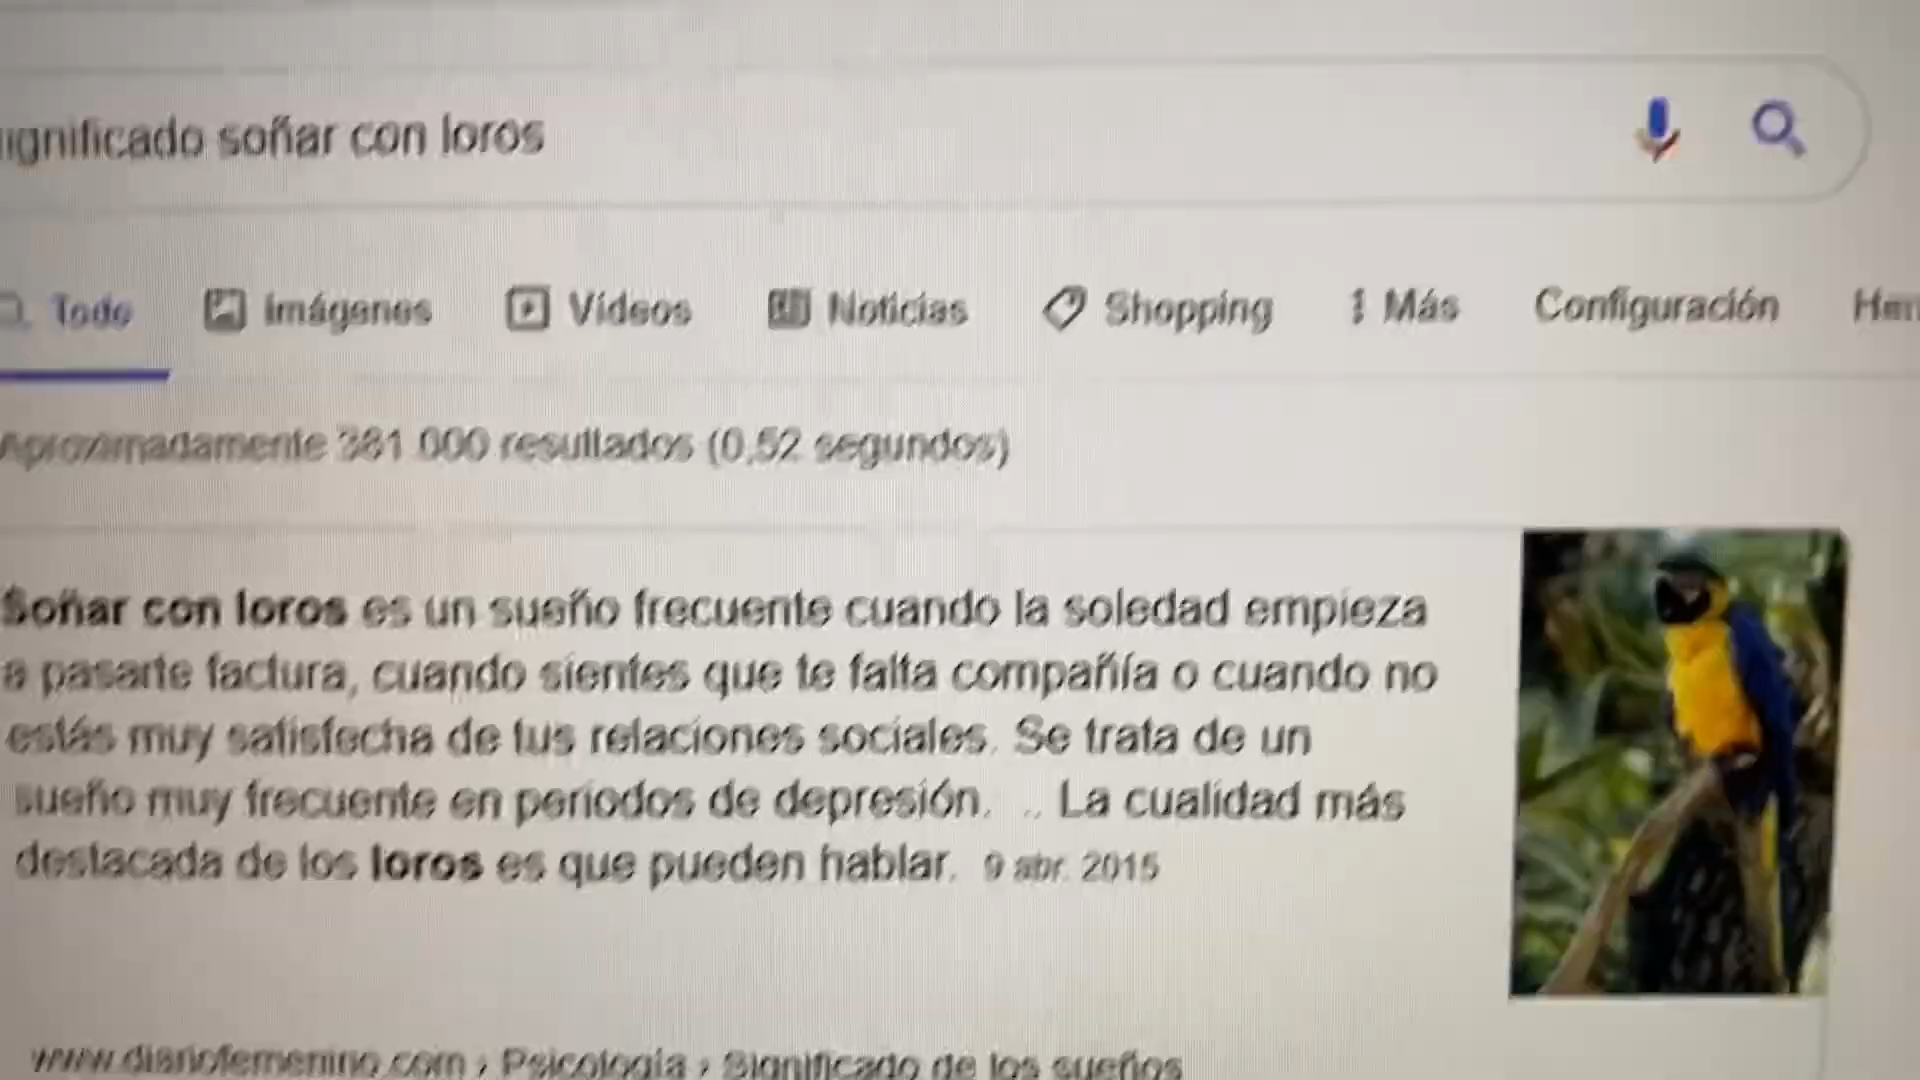 ignificado soñar con loros
Todo Imágenes Vídeos Noticias Shopping Más Configuración
Aproximadamente 381.000 resultados (0,52 segundos)
Soñar con loros es un sueño frecuente cuando la soledad empieza
a pasarte factura, cuando sientes que te falta compañía o cuando no
estás muy satisfecha de tus relaciones sociales. Se trata de un
sueño muy frecuente en periodos de depresión. ... La cualidad más
destacada de los loros es que pueden hablar. 9 abr. 2015
www.diariofemenino.com › Psicología › Significado de los sueños